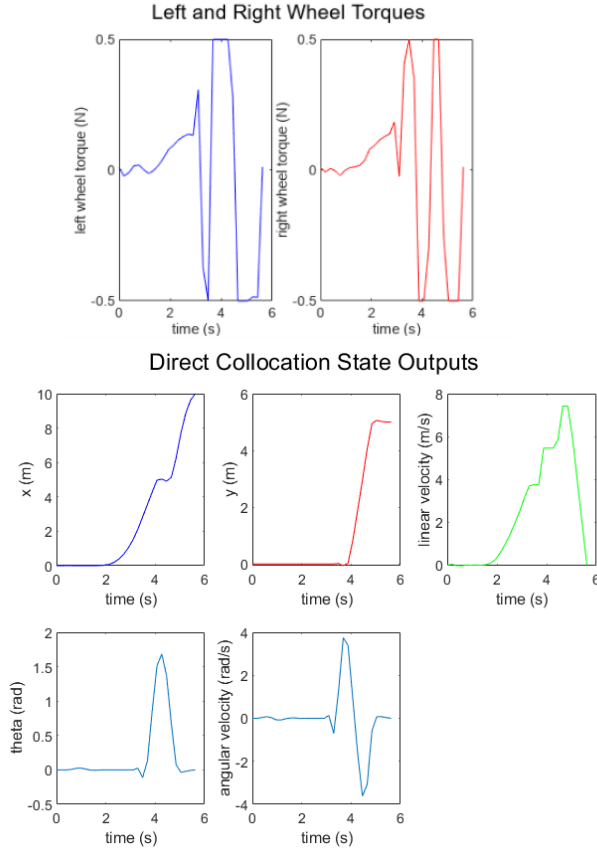 Left and Right Wheel Torques
0.5
0
-0.5
left wheel torque (N)
0 2 4 6
time (s)
0.5
0
-0.5
right wheel torque (N)
0 2 4 6
time (s)
Direct Collocation State Outputs
10
8
6
4
2
0
x (m)
0 2 4 6
time (s)
6
4
2
0
y (m)
0 2 4 6
time (s)
8
6
4
2
0
linear velocity (m/s)
0 2 4 6
time (s)
2
1.5
1
0.5
0
-0.5
theta (rad)
0 2 4 6
time (s)
4
2
0
-2
-4
angular velocity (rad/s)
0 2 4 6
time (s)